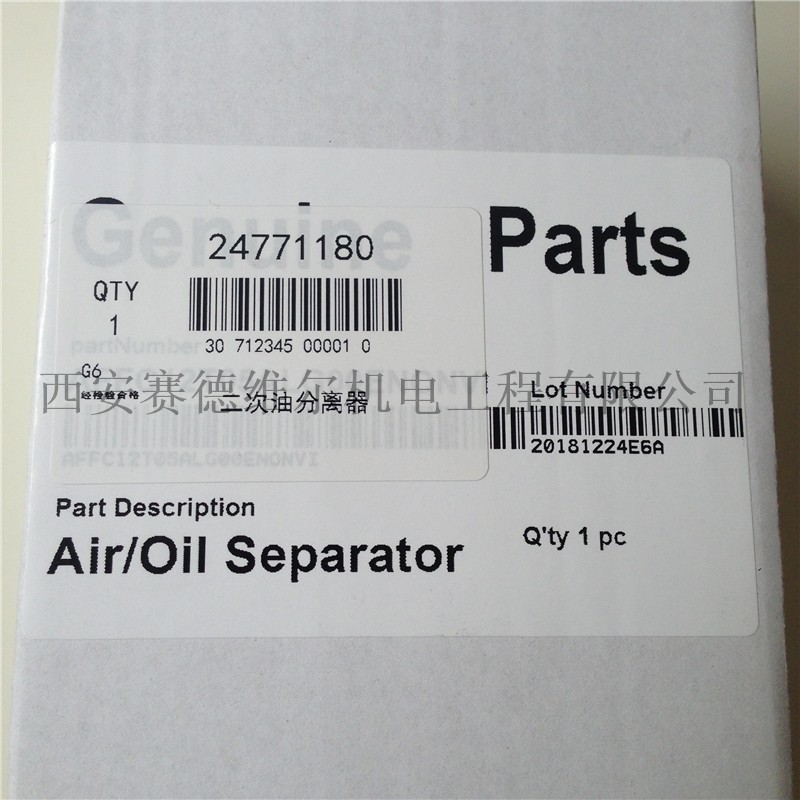 Genuine Parts
24771180
QTY
1
30 712345 00001 0
partNumber
G6
经检验合格
二次油分离器
西安赛德维尔机电工程有限公司
Lot Number
20181224E6A
AFFC12T05ALG00ENONVI
Part Description
Air/Oil Separator
Q'ty 1 pc